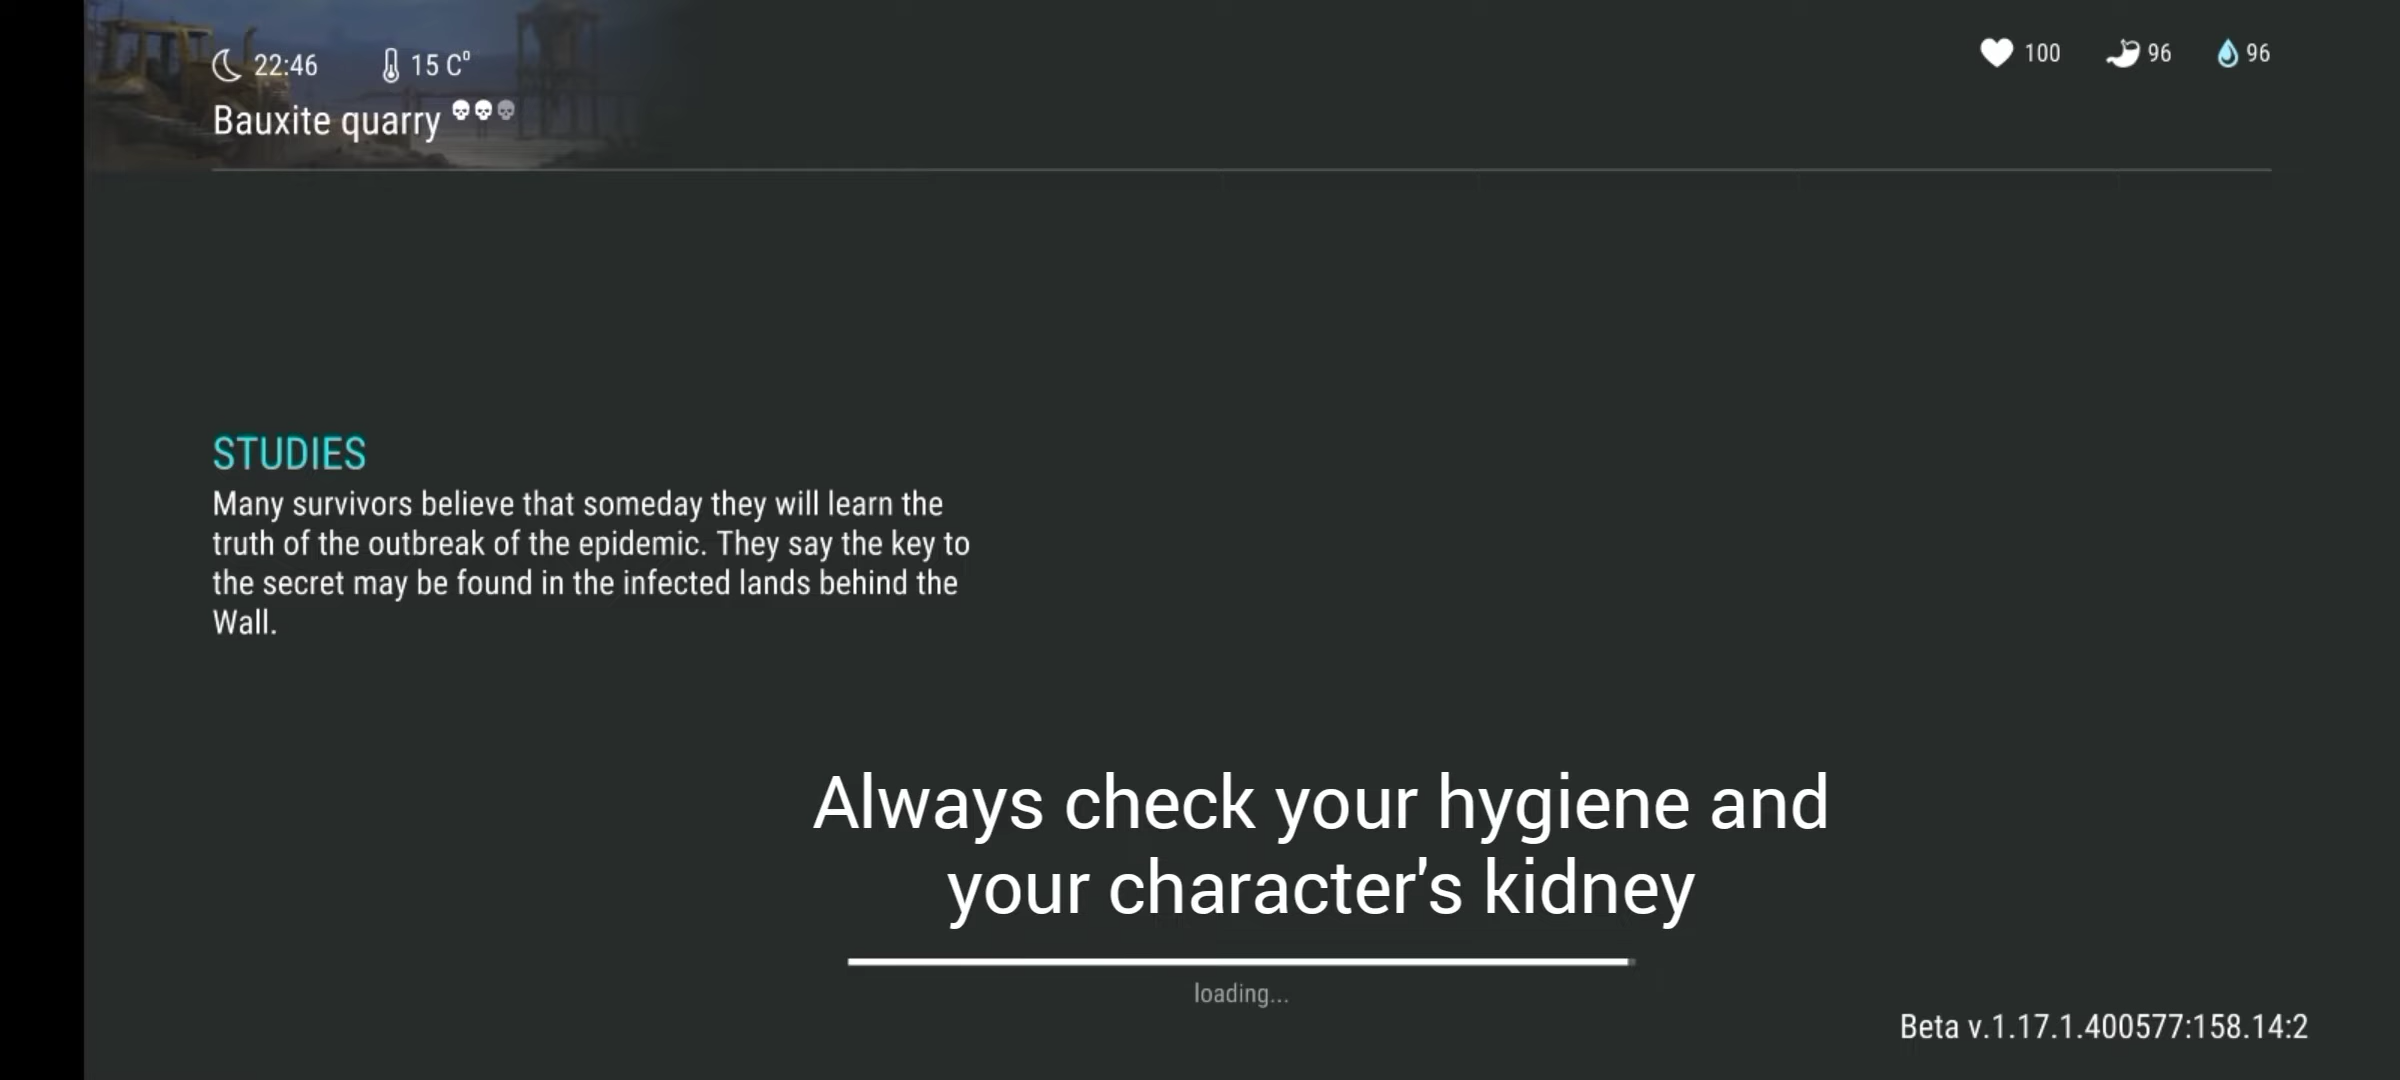 22:46 15 C⁰
100 96 96
Bauxite quarry
STUDIES
Many survivors believe that someday they will learn the
truth of the outbreak of the epidemic. They say the key to
the secret may be found in the infected lands behind the
Wall.
Always check your hygiene and
your character's kidney
loading...
Beta v.1.17.1.400577:158.14:2